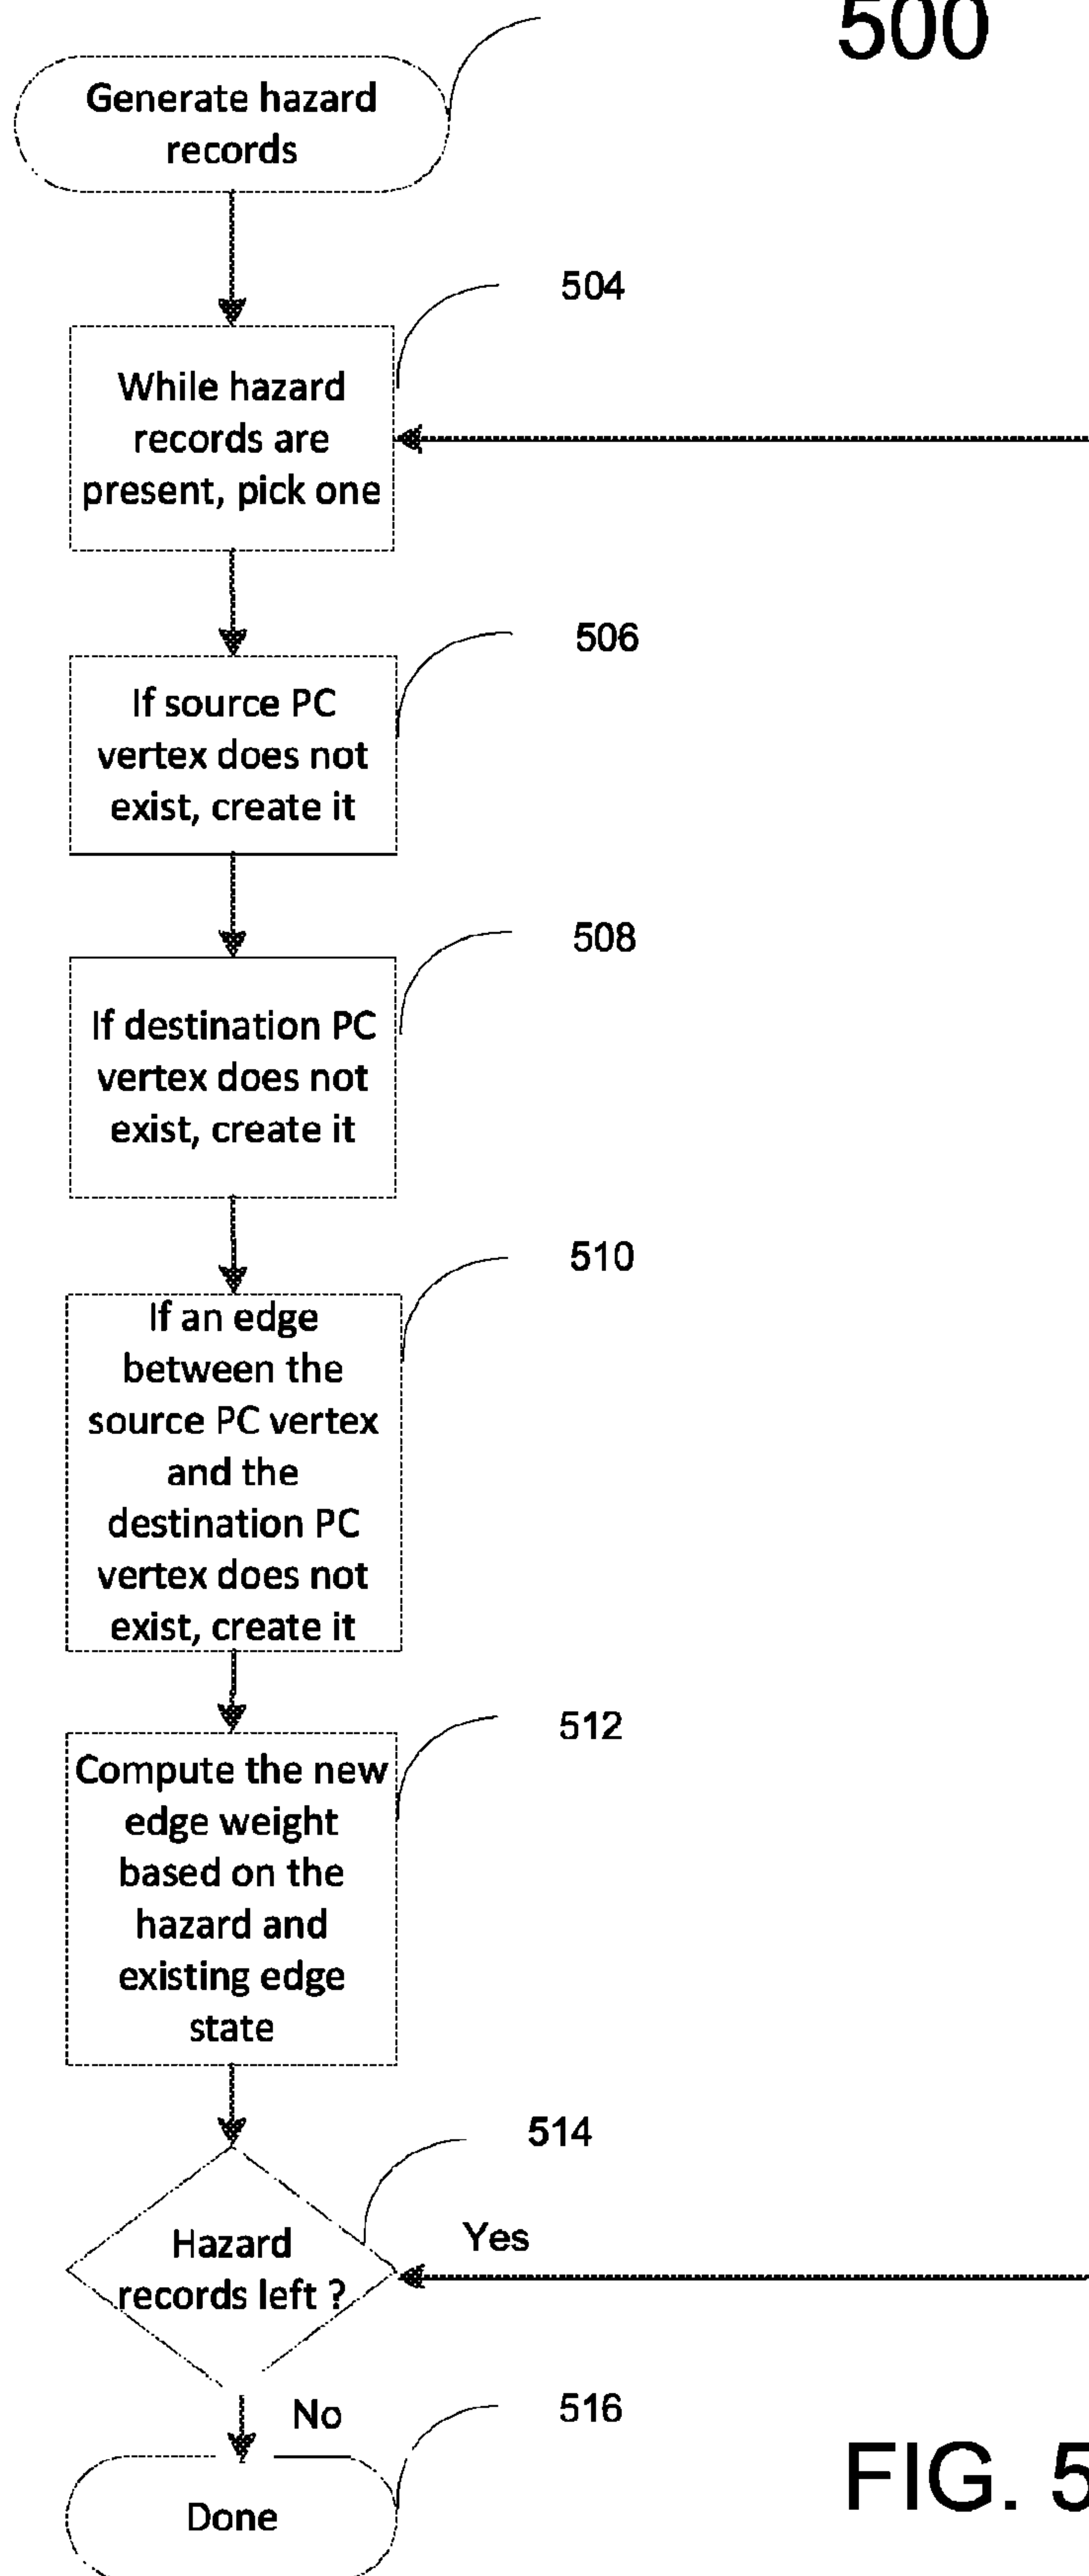 500
Generate hazard
records
504
While hazard
records are
present, pick one
506
If source PC
vertex does not
exist, create it
508
If destination PC
vertex does not
exist, create it
510
If an edge
between the
source PC vertex
and the
destination PC
vertex does not
exist, create it
512
Compute the new
edge weight
based on the
hazard and
existing edge
state
514
Hazard
records left ?
Yes
No
516
Done
FIG. 5